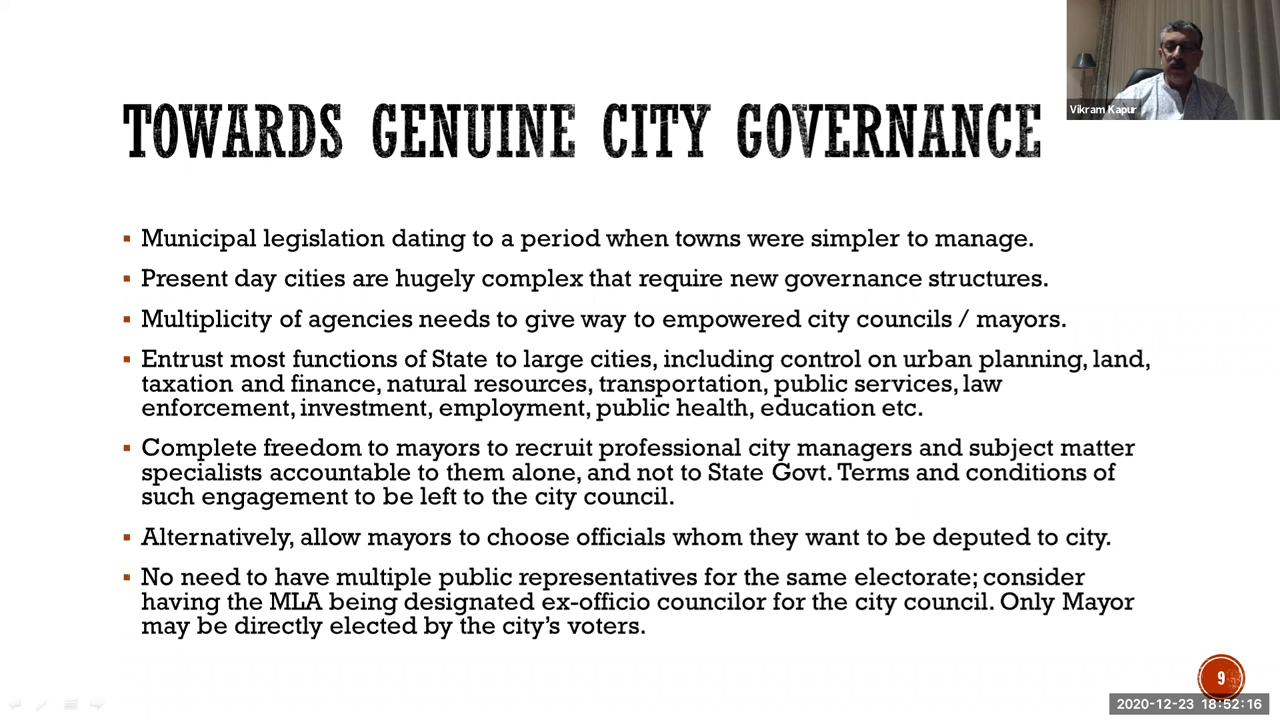 Vikram Kapur
TOWARDS GENUINE CITY GOVERNANCE
▪ Municipal legislation dating to a period when towns were simpler to manage.
▪ Present day cities are hugely complex that require new governance structures.
▪ Multiplicity of agencies needs to give way to empowered city councils / mayors.
▪ Entrust most functions of State to large cities, including control on urban planning, land,
taxation and finance, natural resources, transportation, public services, law
enforcement, investment, employment, public health, education etc.
▪ Complete freedom to mayors to recruit professional city managers and subject matter
specialists accountable to them alone, and not to State Govt. Terms and conditions of
such engagement to be left to the city council.
▪ Alternatively, allow mayors to choose officials whom they want to be deputed to city.
▪ No need to have multiple public representatives for the same electorate; consider
having the MLA being designated ex-officio councilor for the city council. Only Mayor
may be directly elected by the city's voters.
9
2020-12-23 18:52:16